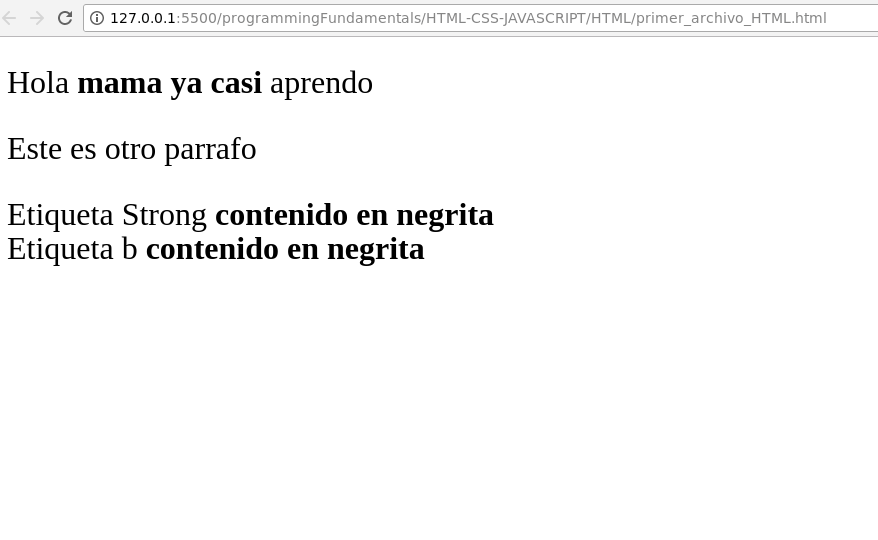 127.0.0.1:5500/programmingFundamentals/HTML-CSS-JAVASCRIPT/HTML/primer_archivo_HTML.html
Hola mama ya casi aprendo
Este es otro parrafo
Etiqueta Strong contenido en negrita
Etiqueta b contenido en negrita